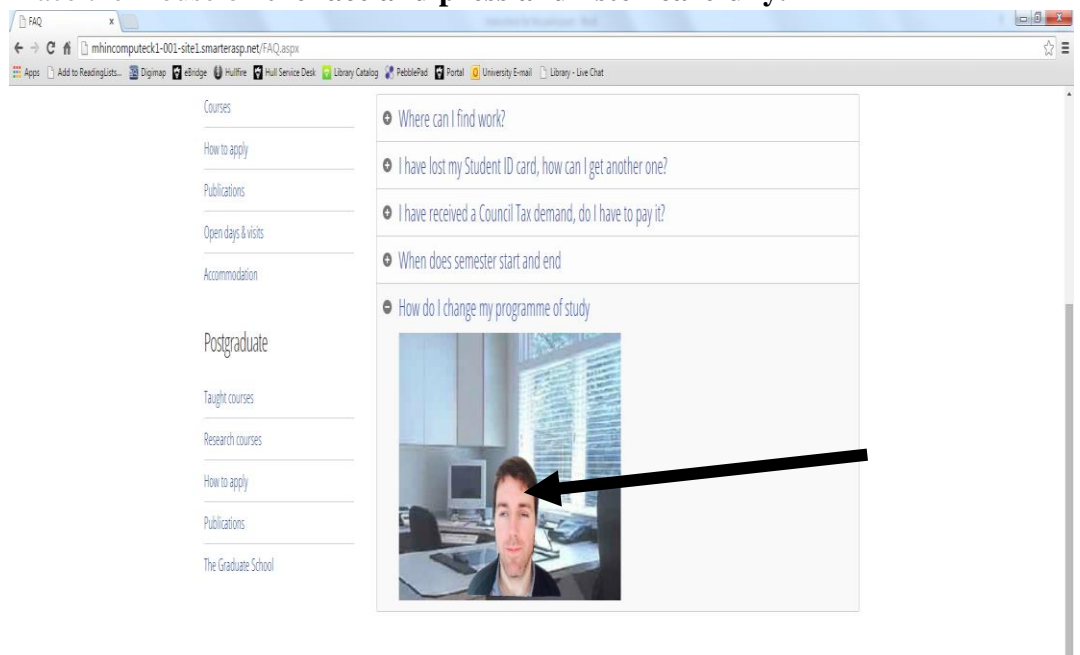 FAQ
mhincomputeck1-001-site1.smarterasp.net/FAQ.aspx
Apps Add to ReadingLists... Digimap eBridge Hullfire Hull Service Desk Library Catalog PebblePad Portal University E-mail Library - Live Chat
Courses
How to apply
Publications
Open days & visits
Accommodation
Postgraduate
Taught courses
Research courses
How to apply
Publications
The Graduate School
Where can I find work?
I have lost my Student ID card, how can I get another one?
I have received a Council Tax demand, do I have to pay it?
When does semester start and end
How do I change my programme of study